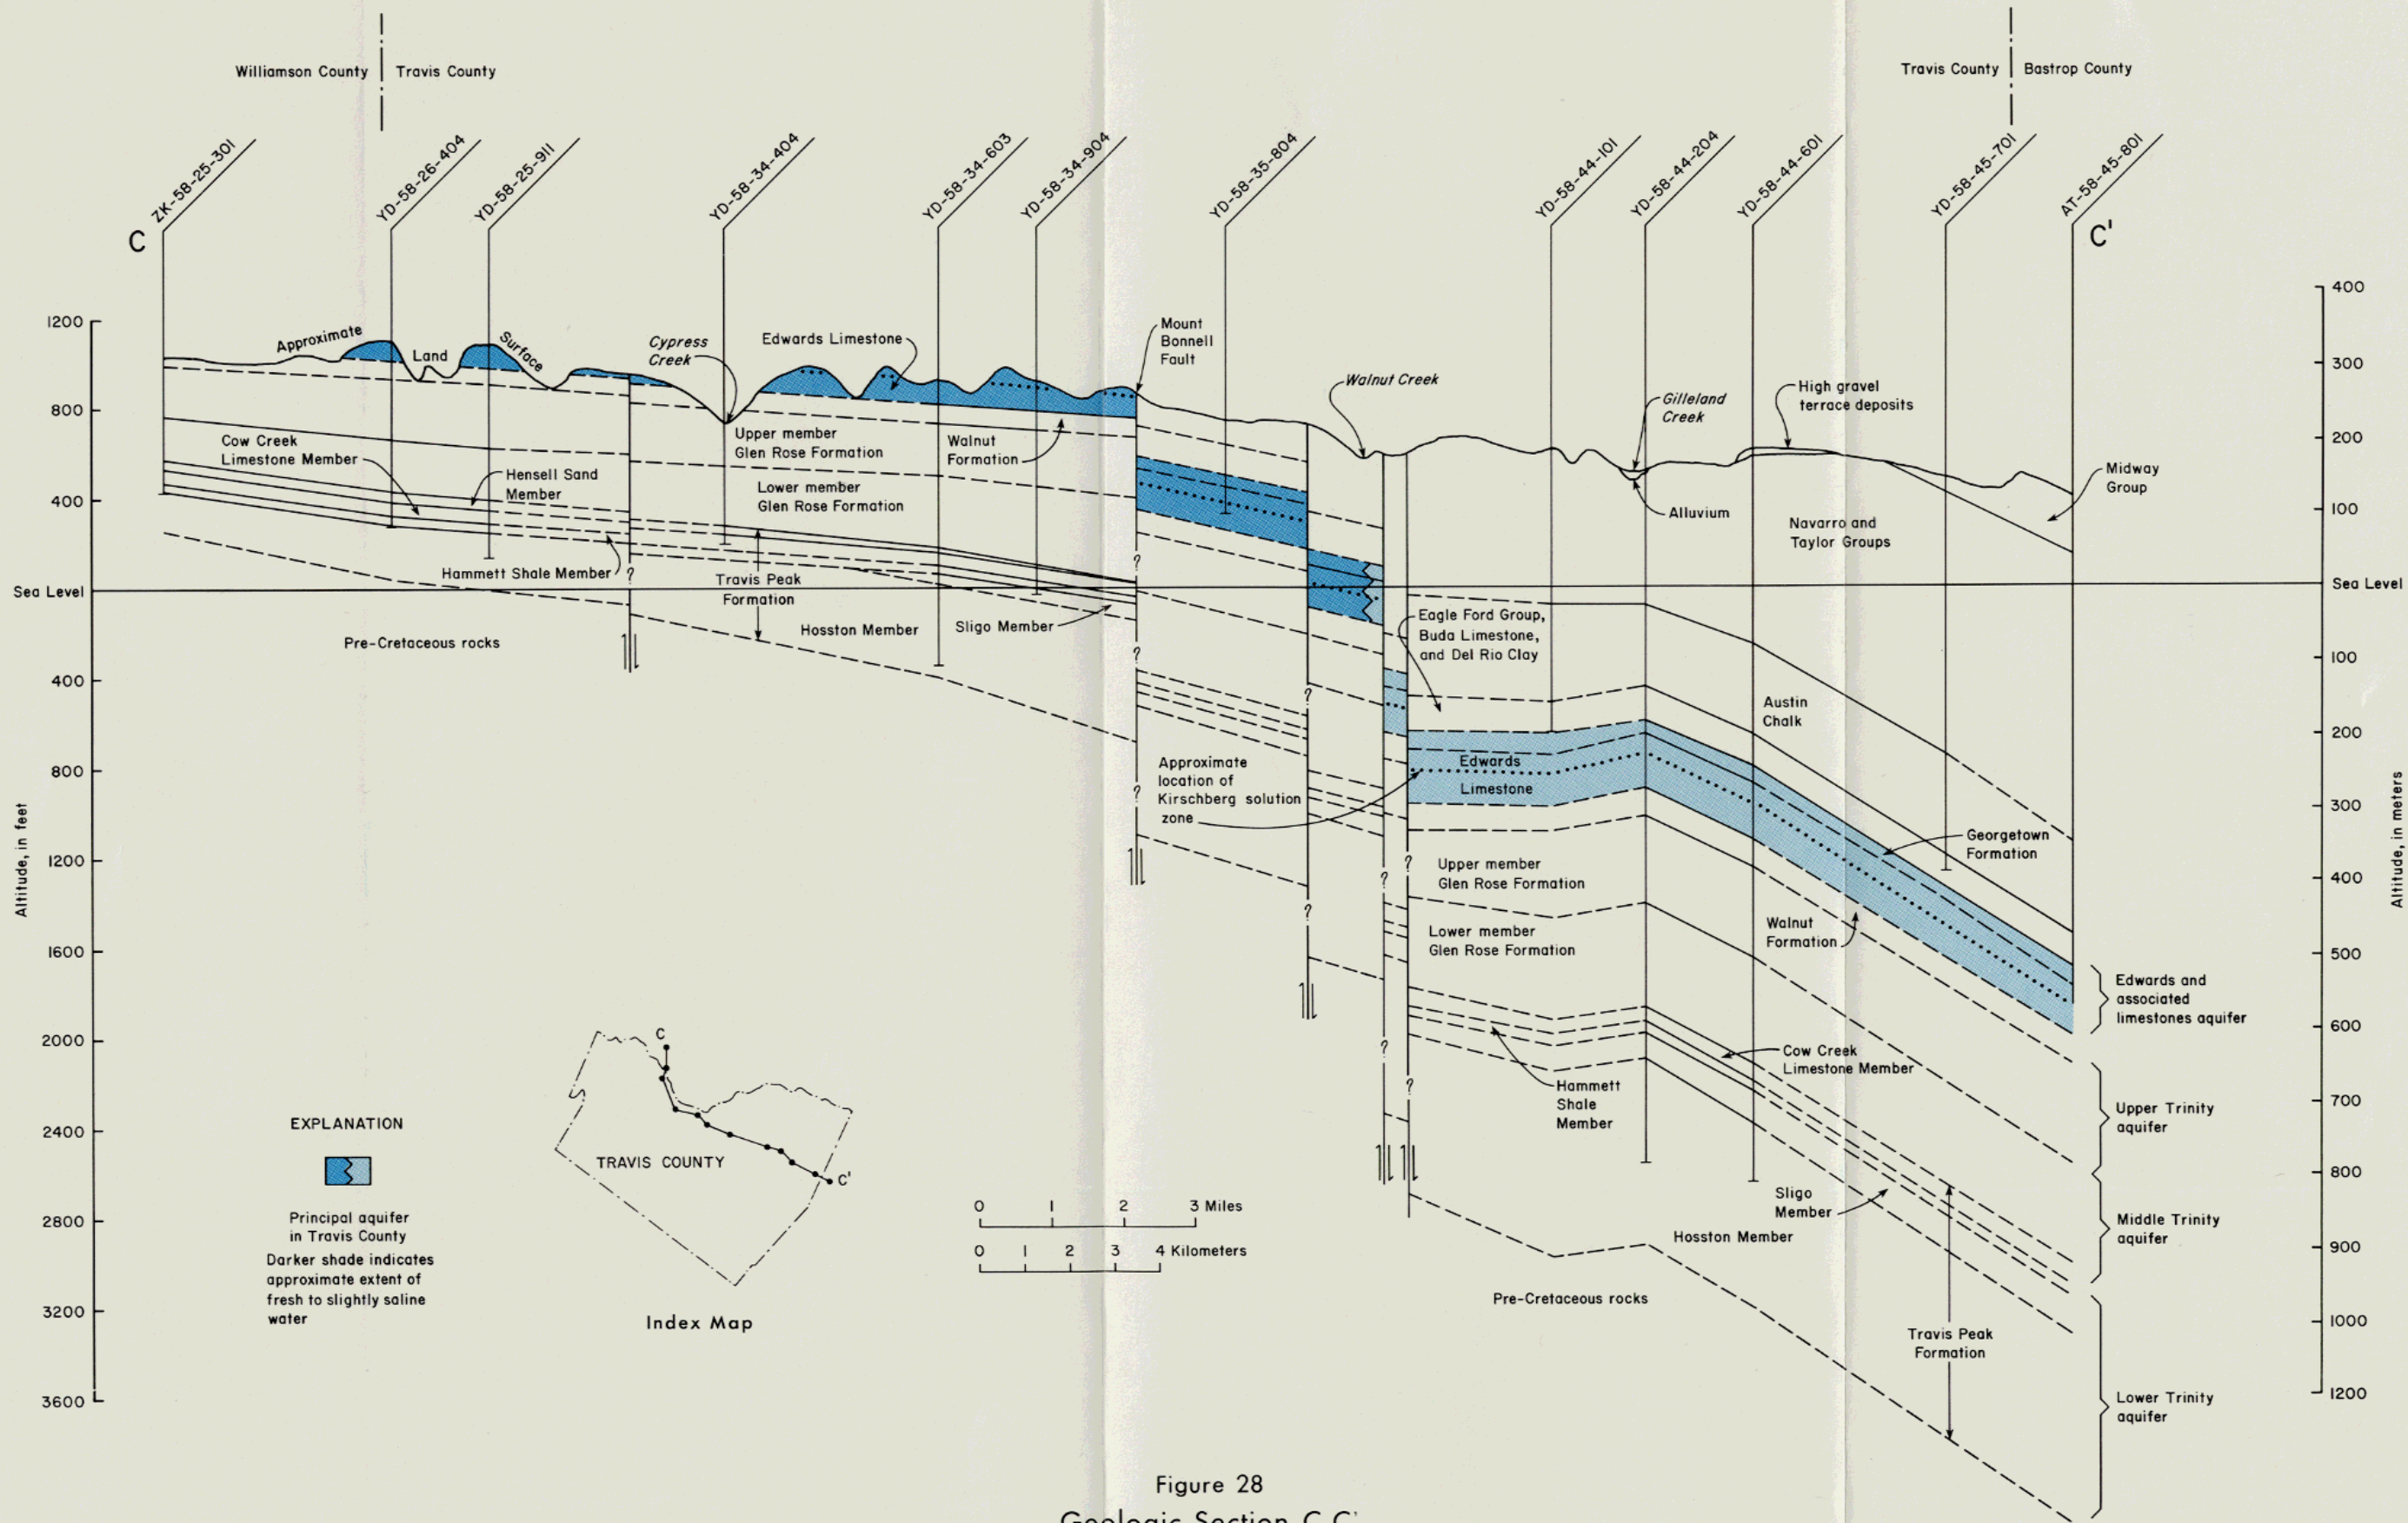 Williamson County
Travis County
Travis County
Bastrop County
ZK-58-25-301
YD-58-26-404
YD-58-25-911
YD-58-34-404
YD-58-34-603
YD-58-34-904
YD-58-35-804
YD-58-44-101
YD-58-44-204
YD-58-44-601
YD-58-45-701
AT-58-45-801
C
C'
1200
800
400
Sea Level
400
800
1200
1600
2000
2400
2800
3200
3600
Altitude, in feet
400
300
200
100
Sea Level
100
200
300
400
500
600
700
800
900
1000
1200
Altitude, in meters
Approximate
Land
Surface
Cypress
Creek
Edwards Limestone
Mount
Bonnell
Fault
Walnut Creek
Gilleland
Creek
High gravel
terrace deposits
Midway
Group
Alluvium
Navarro and
Taylor Groups
Cow Creek
Limestone Member
Hensell Sand
Member
Upper member
Glen Rose Formation
Walnut
Formation
Lower member
Glen Rose Formation
Hammett Shale Member
?
Travis Peak
Formation
Hosston Member
Sligo Member
Pre-Cretaceous rocks
?
?
?
?
?
?
?
?
?
Eagle Ford Group,
Buda Limestone,
and Del Rio Clay
Austin
Chalk
Approximate
location of
Kirschberg solution
zone
Edwards
Limestone
Georgetown
Formation
Upper member
Glen Rose Formation
Walnut
Formation
Lower member
Glen Rose Formation
Edwards and
associated
limestones aquifer
Cow Creek
Limestone Member
Hammett
Shale
Member
Upper Trinity
aquifer
Sligo
Member
Hosston Member
Middle Trinity
aquifer
Pre-Cretaceous rocks
Travis Peak
Formation
Lower Trinity
aquifer
EXPLANATION
Principal aquifer
in Travis County
Darker shade indicates
approximate extent of
fresh to slightly saline
water
C
TRAVIS COUNTY
C'
Index Map
0 1 2 3 Miles
0 1 2 3 4 Kilometers
Figure 28
Geologic Section C-C'